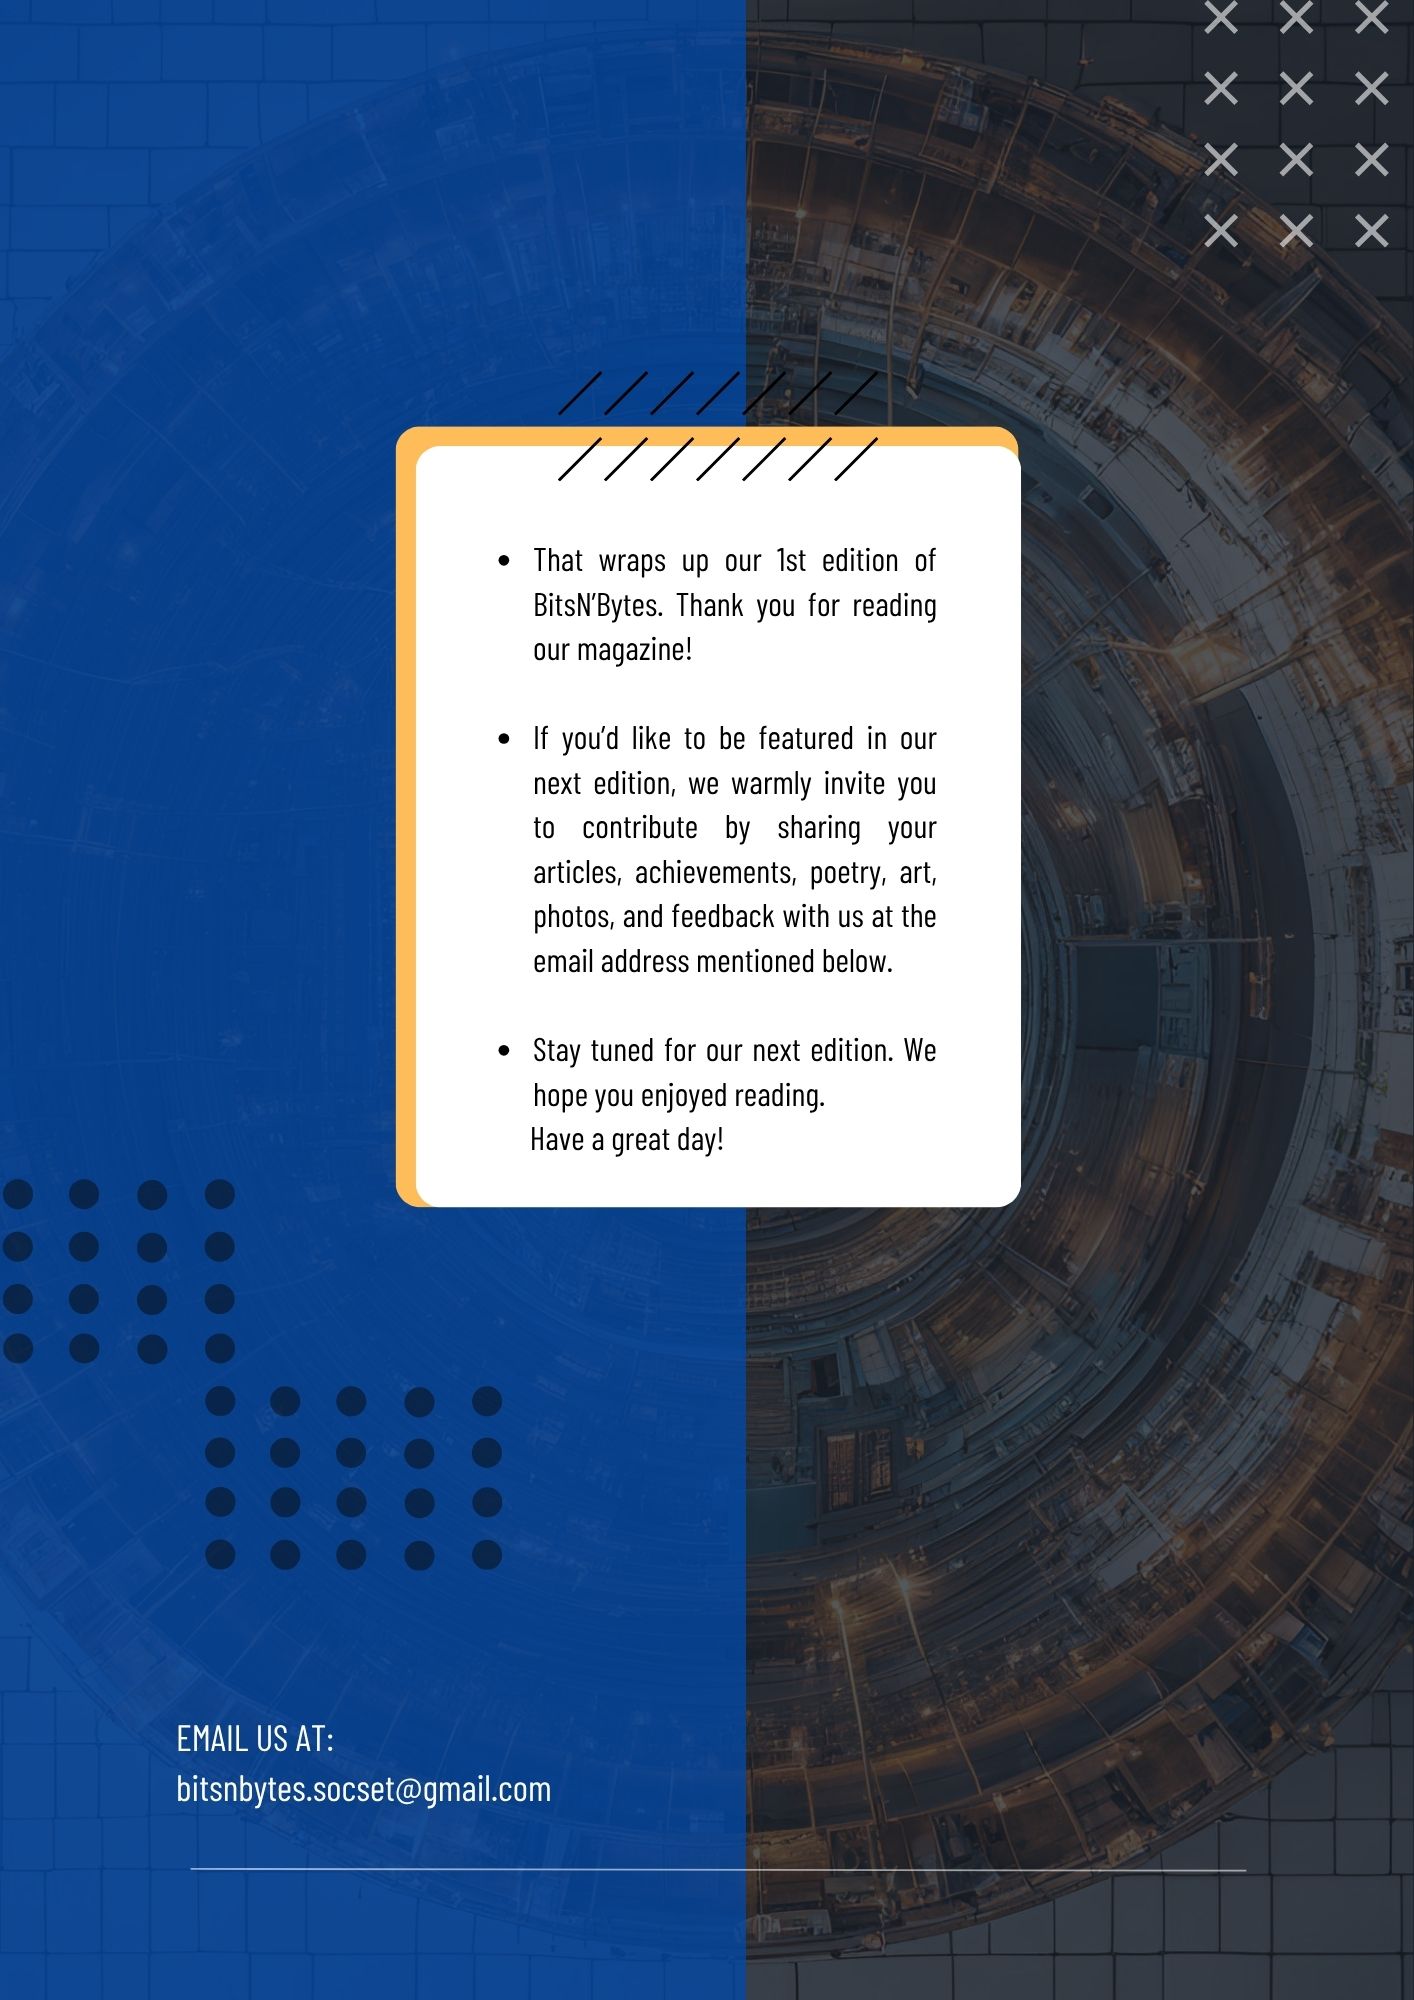 • That wraps up our 1st edition of
BitsN’Bytes. Thank you for reading
our magazine!
• If you’d like to be featured in our
next edition, we warmly invite you
to contribute by sharing your
articles, achievements, poetry, art,
photos, and feedback with us at the
email address mentioned below.
• Stay tuned for our next edition. We
hope you enjoyed reading.
Have a great day!
EMAIL US AT:
bitsnbytes.socset@gmail.com